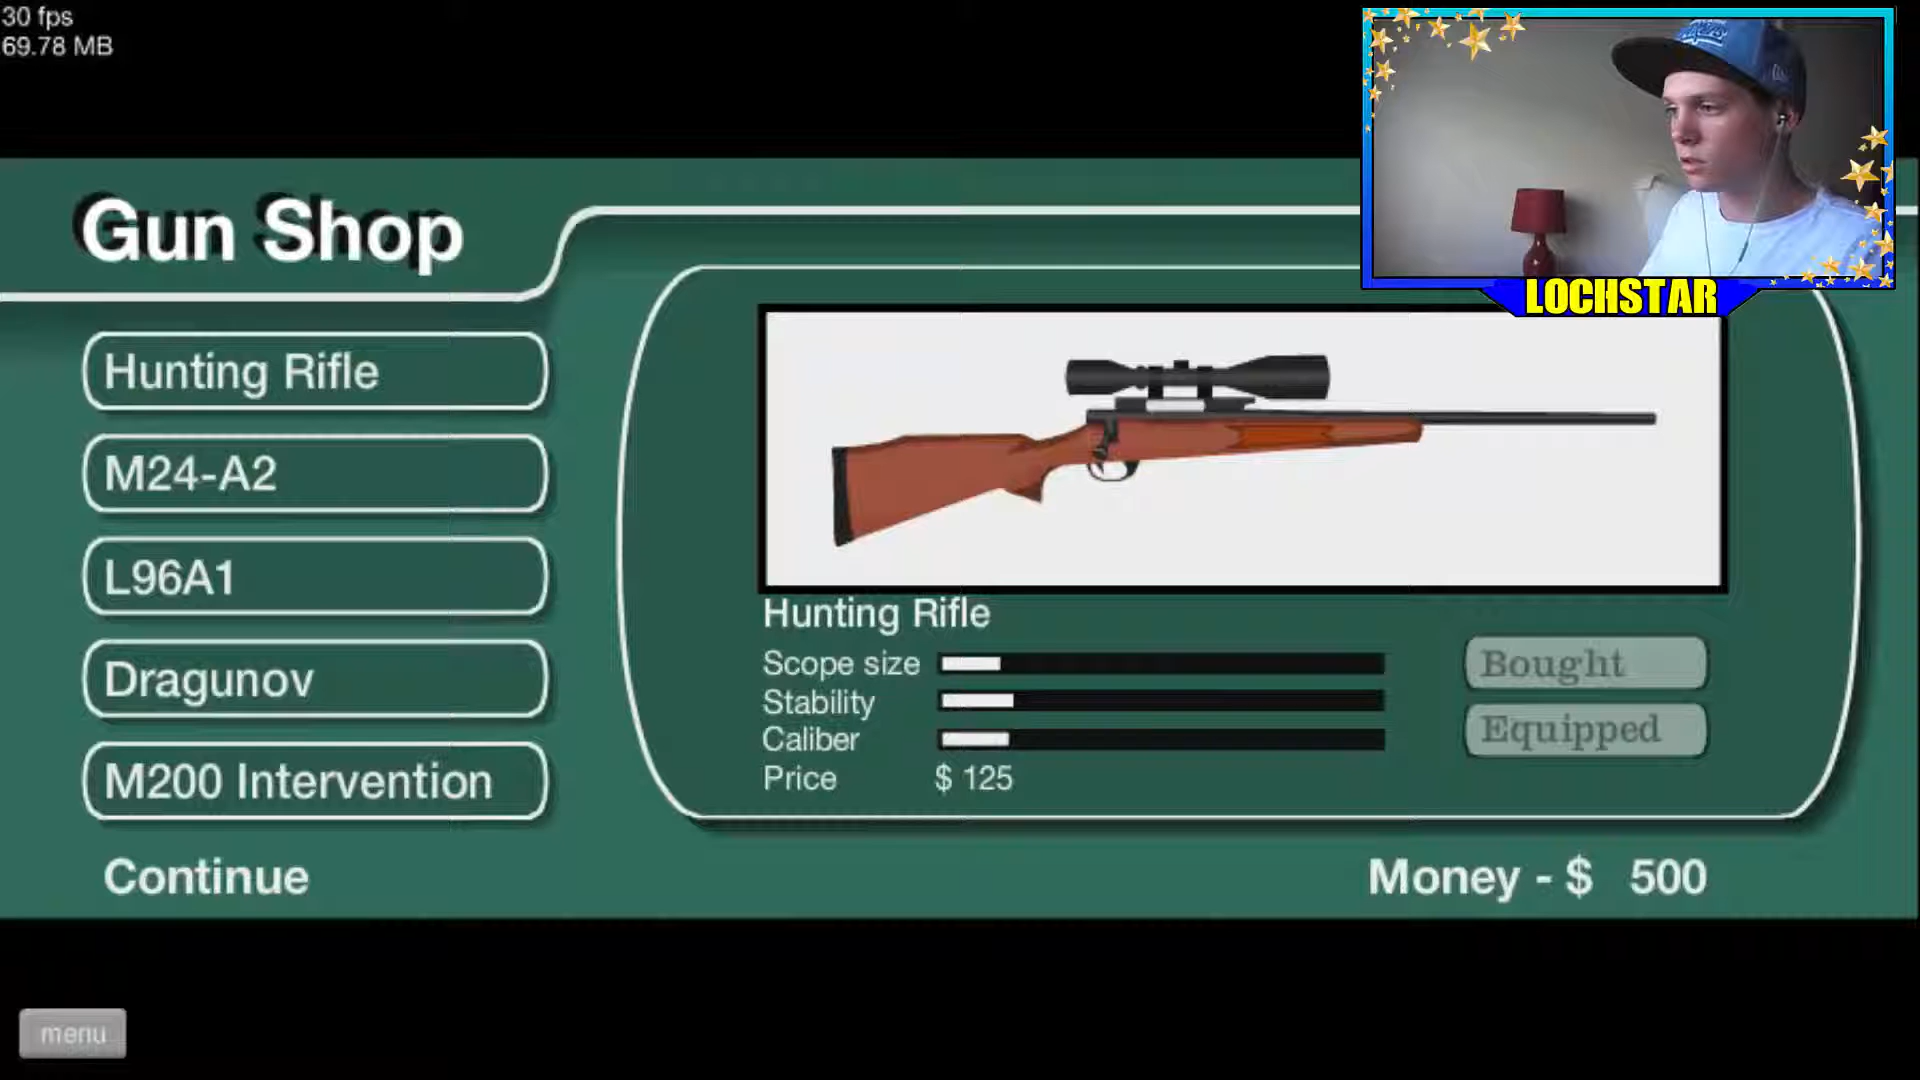 30 fps
69.78 MB
Gun Shop
Hunting Rifle
M24-A2
L96A1
Dragunov
M200 Intervention
Continue
LOCHSTAR
Hunting Rifle
Scope size
Stability
Caliber
Price $ 125
Bought
Equipped
Money - $ 500
menu